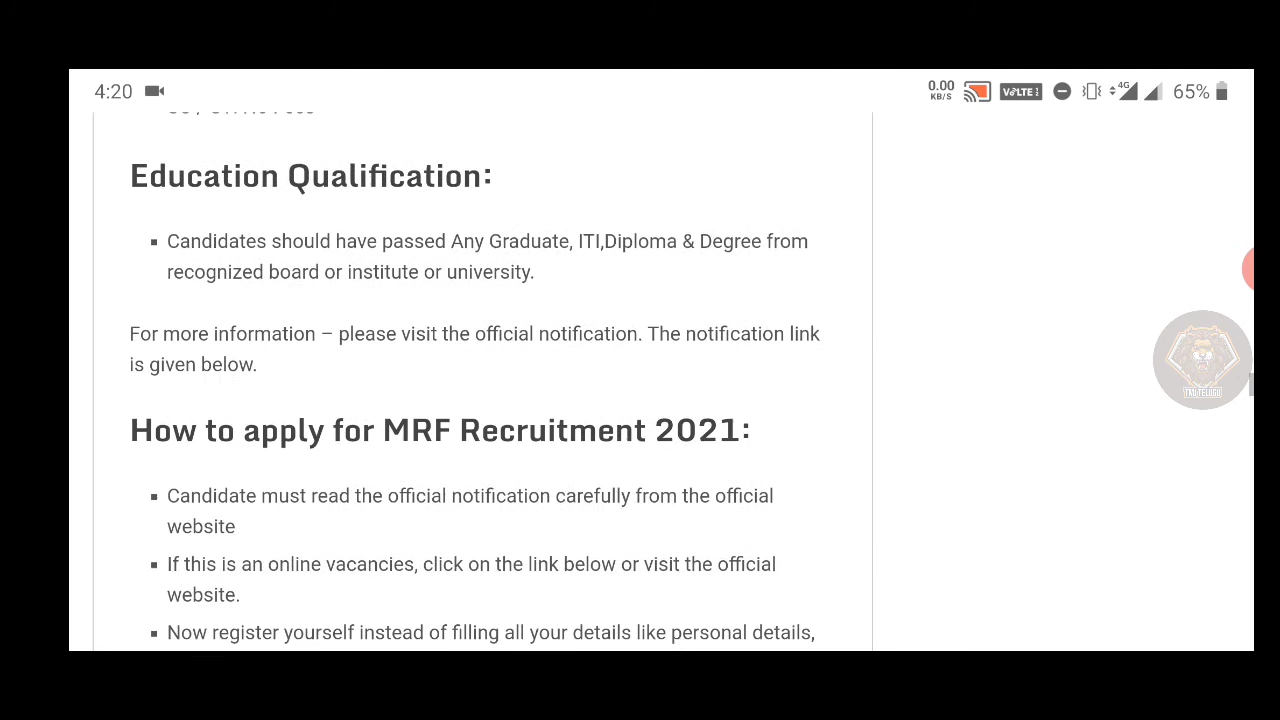 4:20
0.00
KB/S
VoLTE
4G
65%
Education Qualification:
▪ Candidates should have passed Any Graduate, ITI,Diploma & Degree from
recognized board or institute or university.
For more information – please visit the official notification. The notification link
is given below.
How to apply for MRF Recruitment 2021:
▪ Candidate must read the official notification carefully from the official
website
▪ If this is an online vacancies, click on the link below or visit the official
website.
▪ Now register yourself instead of filling all your details like personal details,